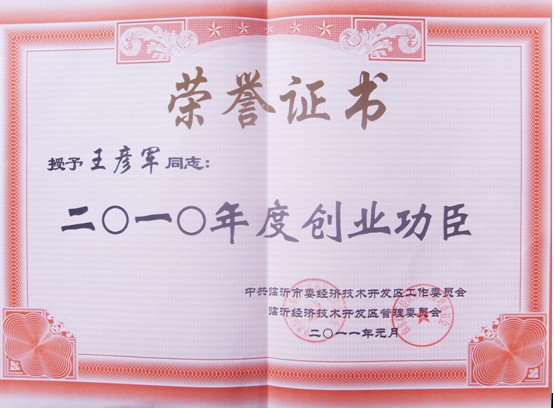 荣誉证书
授予王彦军同志：
二〇一〇年度创业功臣
中共临沂市委经济技术开发区工作委员会
临沂经济技术开发区管理委员会
二〇一一年元月